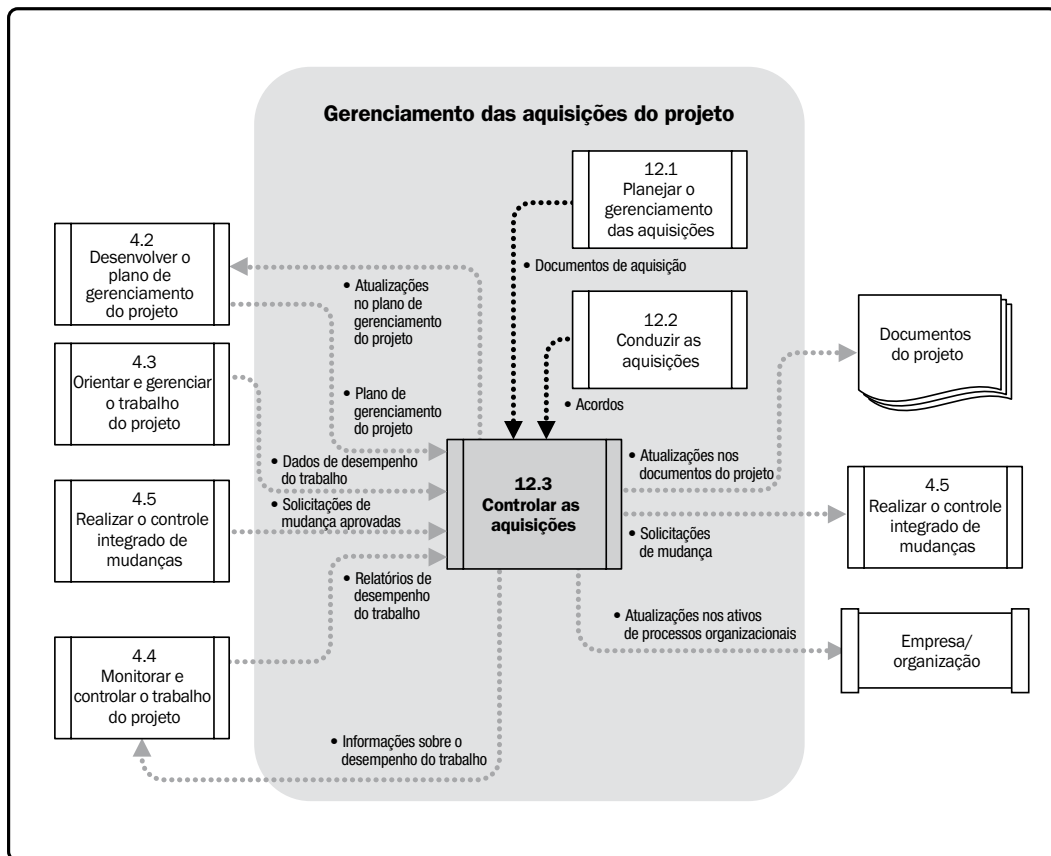 Gerenciamento das aquisições do projeto
12.1
Planejar o
gerenciamento
das aquisições
4.2
Desenvolver o
plano de
gerenciamento
do projeto
• Documentos de aquisição
• Atualizações
no plano de
gerenciamento
do projeto
12.2
Conduzir as
aquisições
Documentos
do projeto
4.3
Orientar e gerenciar
o trabalho
do projeto
• Plano de
gerenciamento
do projeto
• Acordos
• Dados de desempenho
do trabalho
• Atualizações nos
documentos do projeto
12.3
Controlar as
aquisições
4.5
Realizar o controle
integrado de
mudanças
• Solicitações de
mudança aprovadas
• Solicitações
de mudança
4.5
Realizar o controle
integrado de
mudanças
• Relatórios de
desempenho
do trabalho
• Atualizações nos ativos
de processos organizacionais
Empresa/
organização
4.4
Monitorar e
controlar o trabalho
do projeto
• Informações sobre o
desempenho do trabalho